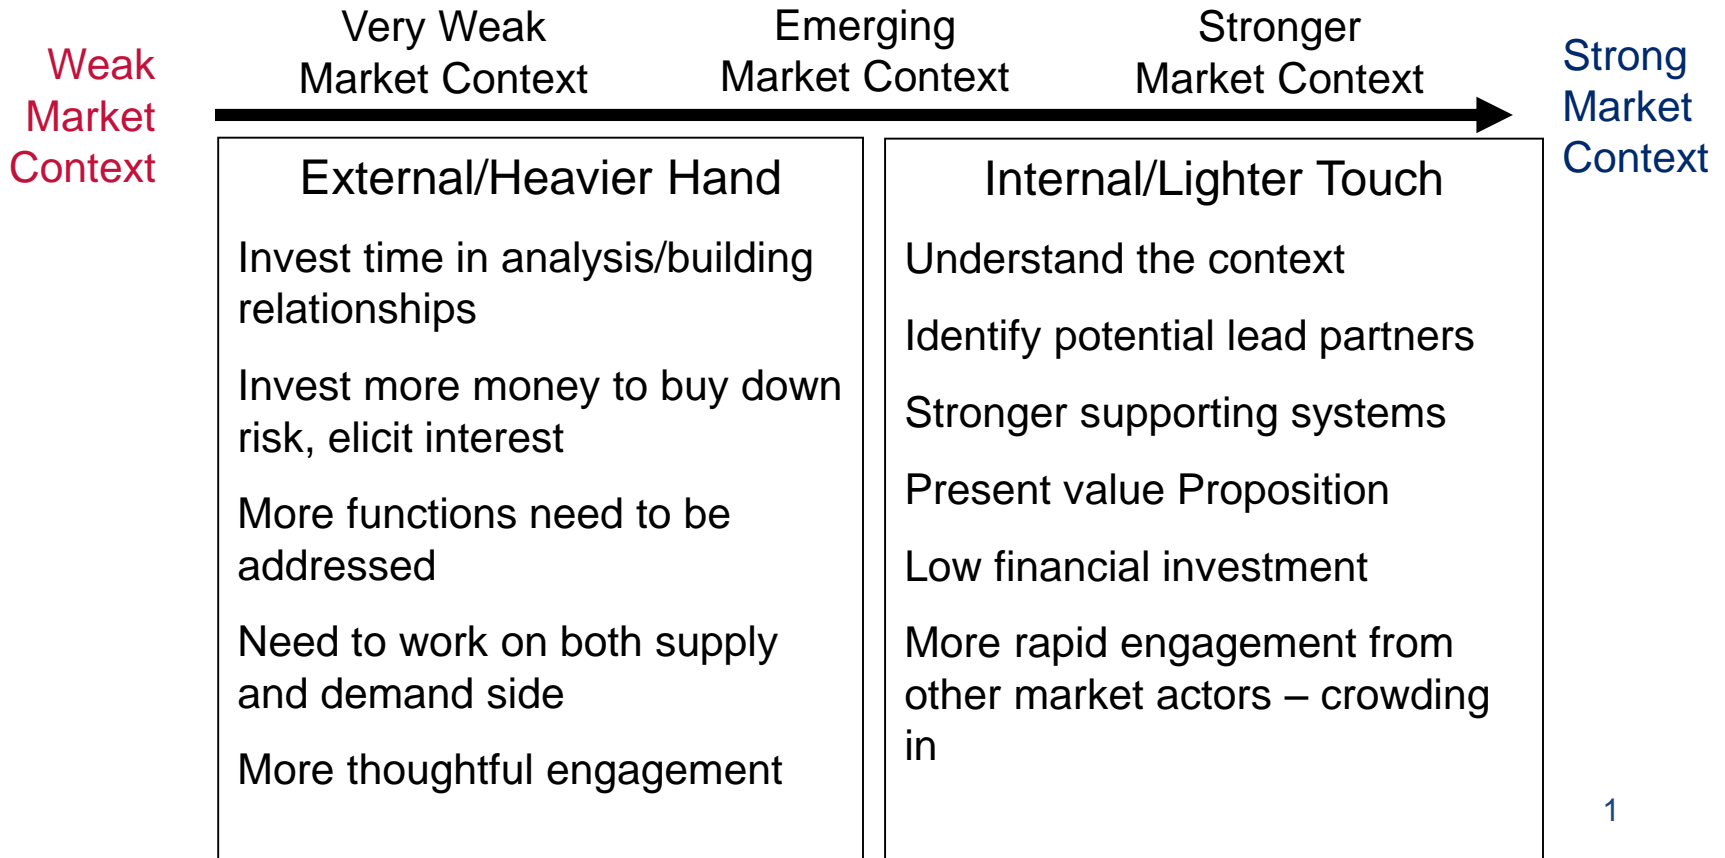 Weak
Market
Context
Very Weak
Market Context
Emerging
Market Context
Stronger
Market Context
Strong
Market
Context
External/Heavier Hand
Invest time in analysis/building
relationships
Invest more money to buy down
risk, elicit interest
More functions need to be
addressed
Need to work on both supply
and demand side
More thoughtful engagement
Internal/Lighter Touch
Understand the context
Identify potential lead partners
Stronger supporting systems
Present value Proposition
Low financial investment
More rapid engagement from
other market actors – crowding
in
1